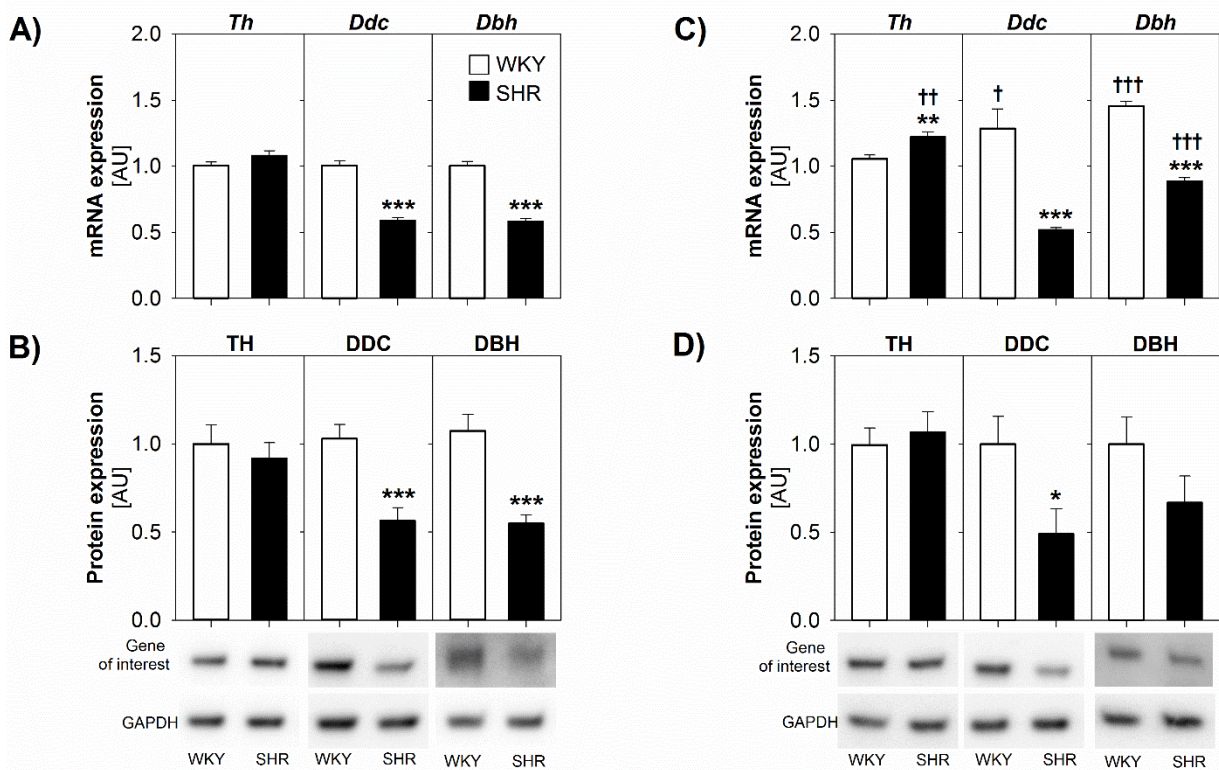 A)
Th Ddc Dbh
2.0
1.5
1.0
0.5
0.0
mRNA expression
[AU]
WKY
SHR
***
***
B)
TH DDC DBH
1.5
1.0
0.5
0.0
Protein expression
[AU]
***
***
Gene
of interest
GAPDH
WKY SHR WKY SHR WKY SHR
C)
Th Ddc Dbh
2.0
1.5
1.0
0.5
0.0
mRNA expression
[AU]
††
**
†
***
†††
†††
***
D)
TH DDC DBH
1.5
1.0
0.5
0.0
Protein expression
[AU]
*
Gene
of interest
GAPDH
WKY SHR WKY SHR WKY SHR